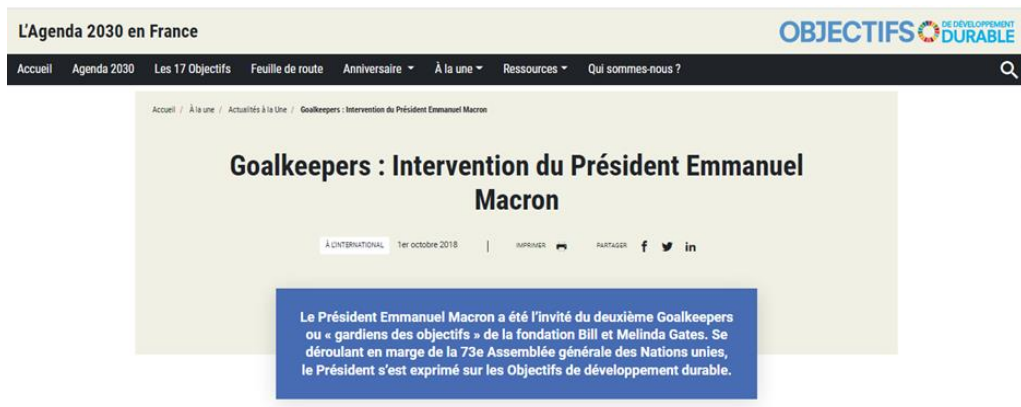 L'Agenda 2030 en France
OBJECTIFS DE DÉVELOPPEMENT DURABLE
Accueil Agenda 2030 Les 17 Objectifs Feuille de route Anniversaire À la une Ressources Qui sommes-nous ?
Accueil / À la une / Actualités à la Une / Goalkeepers : Intervention du Président Emmanuel Macron
Goalkeepers : Intervention du Président Emmanuel
Macron
À L'INTERNATIONAL 1er octobre 2018 | IMPRIMER PARTAGER
Le Président Emmanuel Macron a été l'invité du deuxième Goalkeepers
ou « gardiens des objectifs » de la fondation Bill et Melinda Gates. Se
déroulant en marge de la 73e Assemblée générale des Nations unies,
le Président s'est exprimé sur les Objectifs de développement durable.